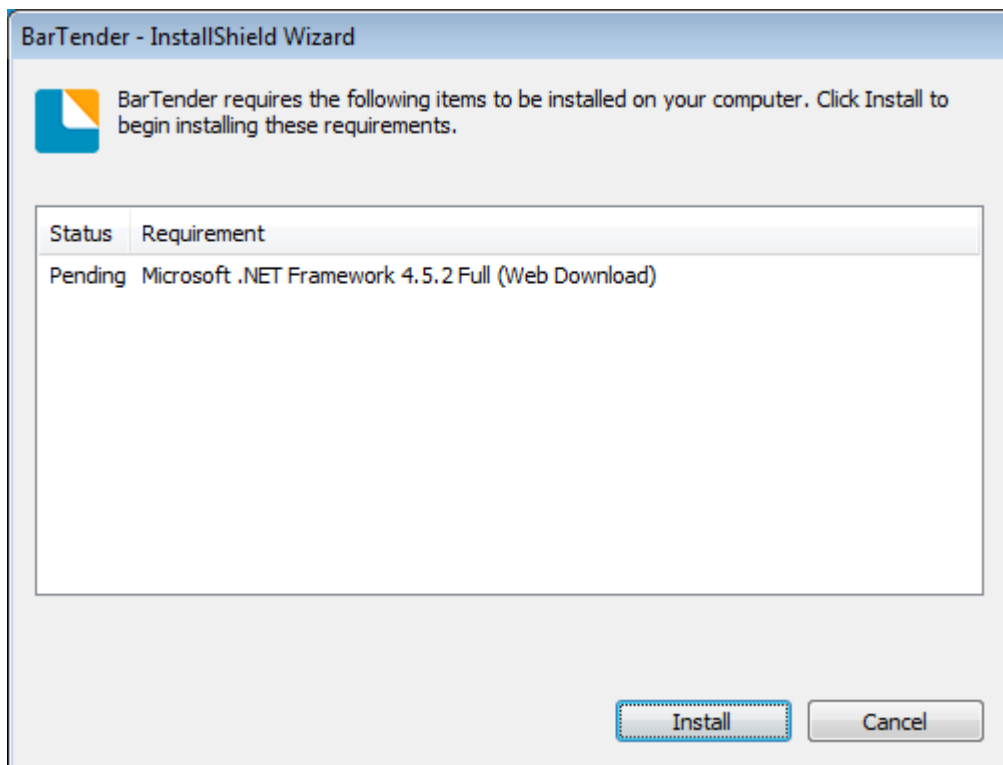 BarTender - InstallShield Wizard
BarTender requires the following items to be installed on your computer. Click Install to
begin installing these requirements.
Status Requirement
Pending Microsoft .NET Framework 4.5.2 Full (Web Download)
Install Cancel